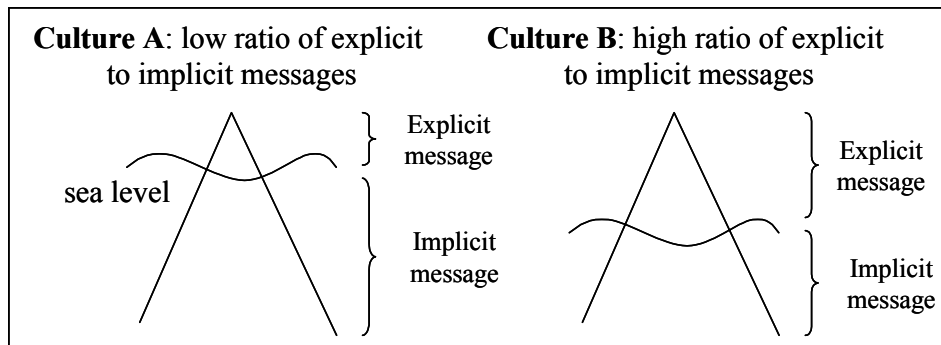 Culture A: low ratio of explicit
to implicit messages
Explicit
message
sea level
Implicit
message
Culture B: high ratio of explicit
to implicit messages
Explicit
message
Implicit
message